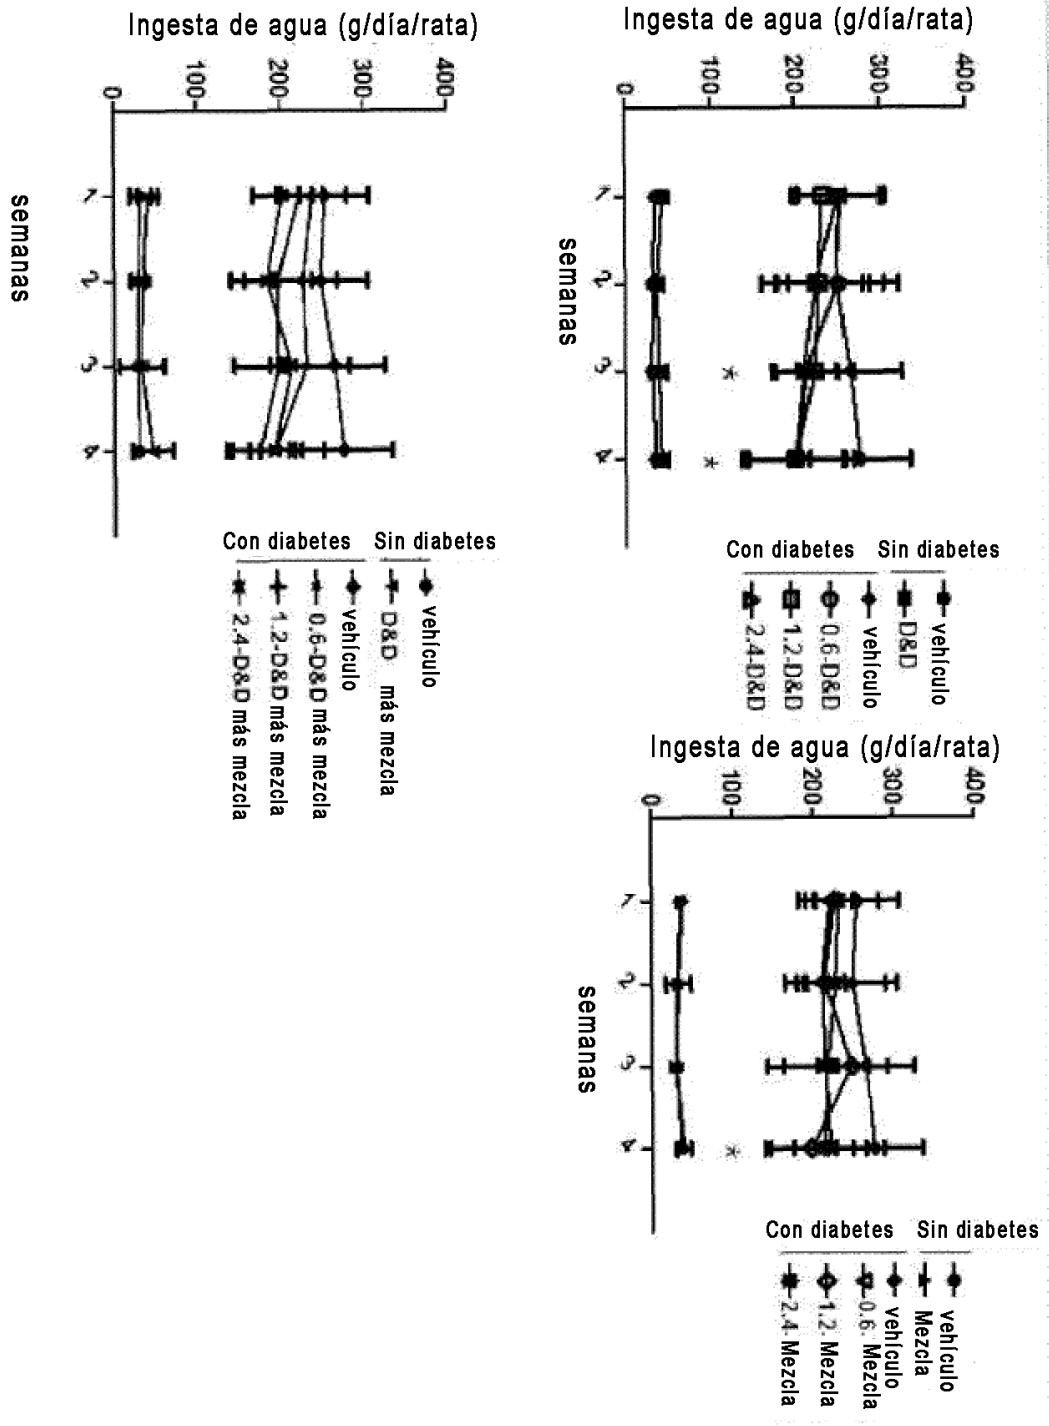 Ingesta de agua (g/día/rata)
400
300
200
100
0
1
2
3
4
semanas
Sin diabetes
vehículo
D&D
Con diabetes
vehículo
0.6-D&D
1.2-D&D
2.4-D&D
*
*
Ingesta de agua (g/día/rata)
400
300
200
100
0
1
2
3
4
semanas
Sin diabetes
vehículo
Mezcla
Con diabetes
vehículo
0.6- Mezcla
1.2- Mezcla
2.4- Mezcla
*
Ingesta de agua (g/día/rata)
400
300
200
100
0
1
2
3
4
semanas
Sin diabetes
vehículo
D&D más mezcla
Con diabetes
vehículo
0.6-D&D más mezcla
1.2-D&D más mezcla
2.4-D&D más mezcla